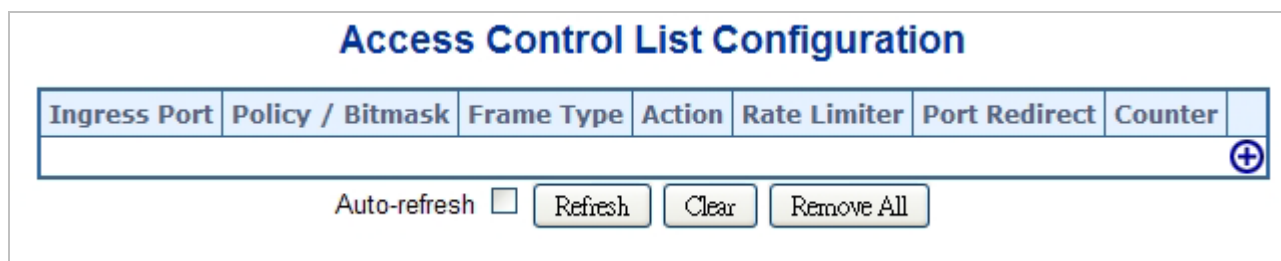 Access Control List Configuration
Ingress Port Policy / Bitmask Frame Type Action Rate Limiter Port Redirect Counter
Auto-refresh Refresh Clear Remove All